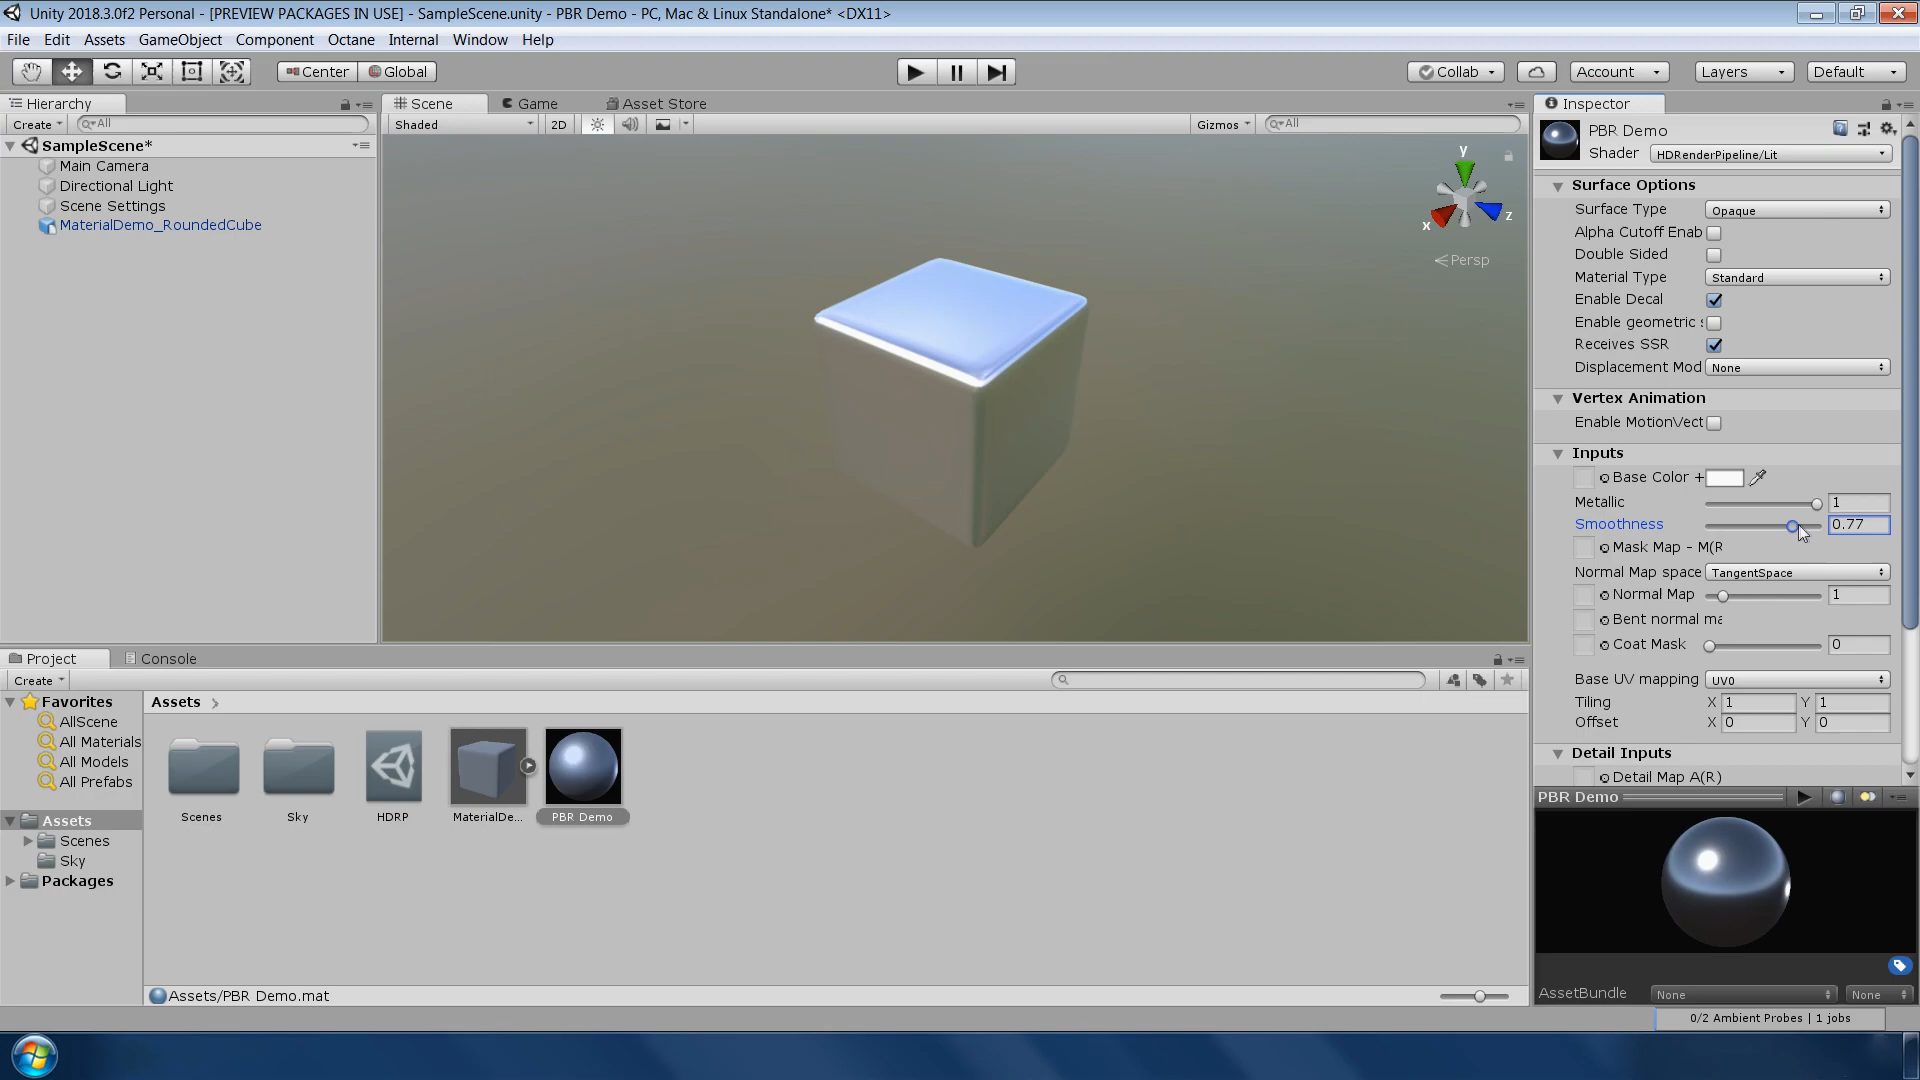 Unity 2018.3.0f2 Personal - [PREVIEW PACKAGES IN USE] - SampleScene.unity - PBR Demo - PC, Mac & Linux Standalone* <DX11>
File Edit Assets GameObject Component Octane Internal Window Help
Center Global Collab Account Layers Default
Hierarchy
Create All
SampleScene*
Main Camera
Directional Light
Scene Settings
MaterialDemo_RoundedCube
Scene Game Asset Store
Shaded 2D Gizmos All
y
x z
Persp
Inspector
PBR Demo
Shader HDRenderPipeline/Lit
Surface Options
Surface Type Opaque
Alpha Cutoff Enab
Double Sided
Material Type Standard
Enable Decal
Enable geometric s
Receives SSR
Displacement Mod None
Vertex Animation
Enable MotionVect
Inputs
Base Color +
Metallic 1
Smoothness 0.77
Mask Map - M(R
Normal Map space TangentSpace
Normal Map 1
Bent normal ma
Coat Mask 0
Base UV mapping UV0
Tiling X 1 Y 1
Offset X 0 Y 0
Detail Inputs
Detail Map A(R)
PBR Demo
AssetBundle None None
0/2 Ambient Probes | 1 jobs
Project Console
Create
Favorites
AllScene
All Materials
All Models
All Prefabs
Assets
Scenes
Sky
Packages
Assets
Scenes Sky HDRP MaterialDe... PBR Demo
Assets/PBR Demo.mat